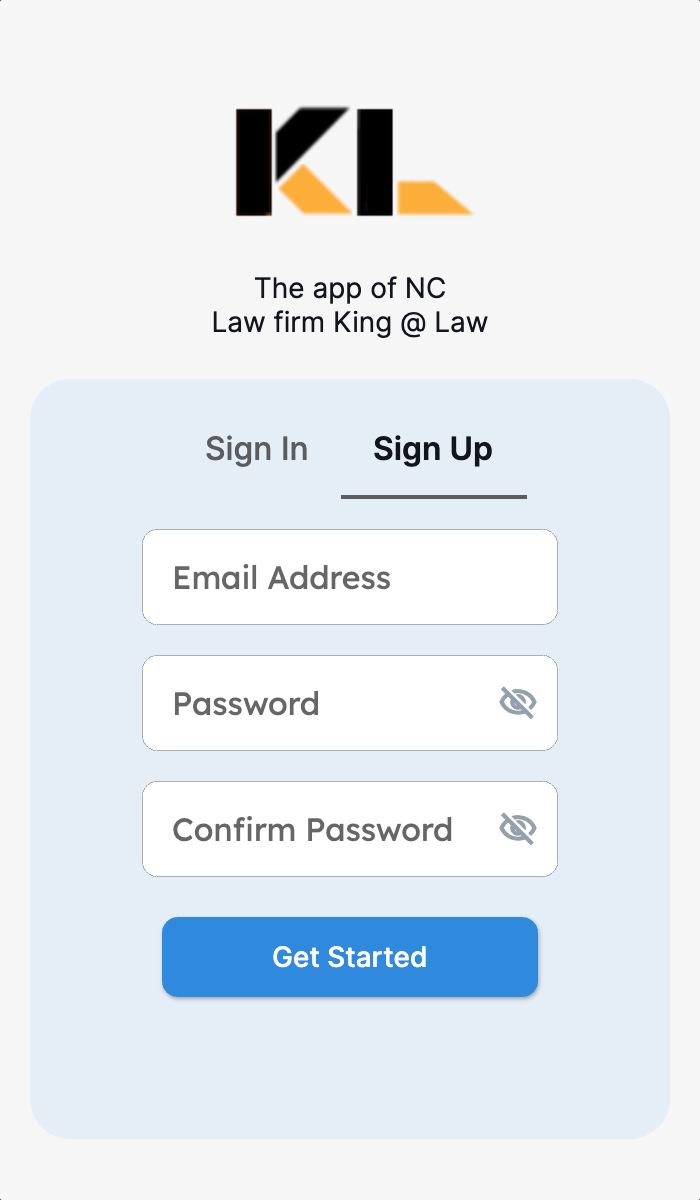 KL
The app of NC
Law firm King @ Law
Sign In Sign Up
Email Address
Password
Confirm Password
Get Started